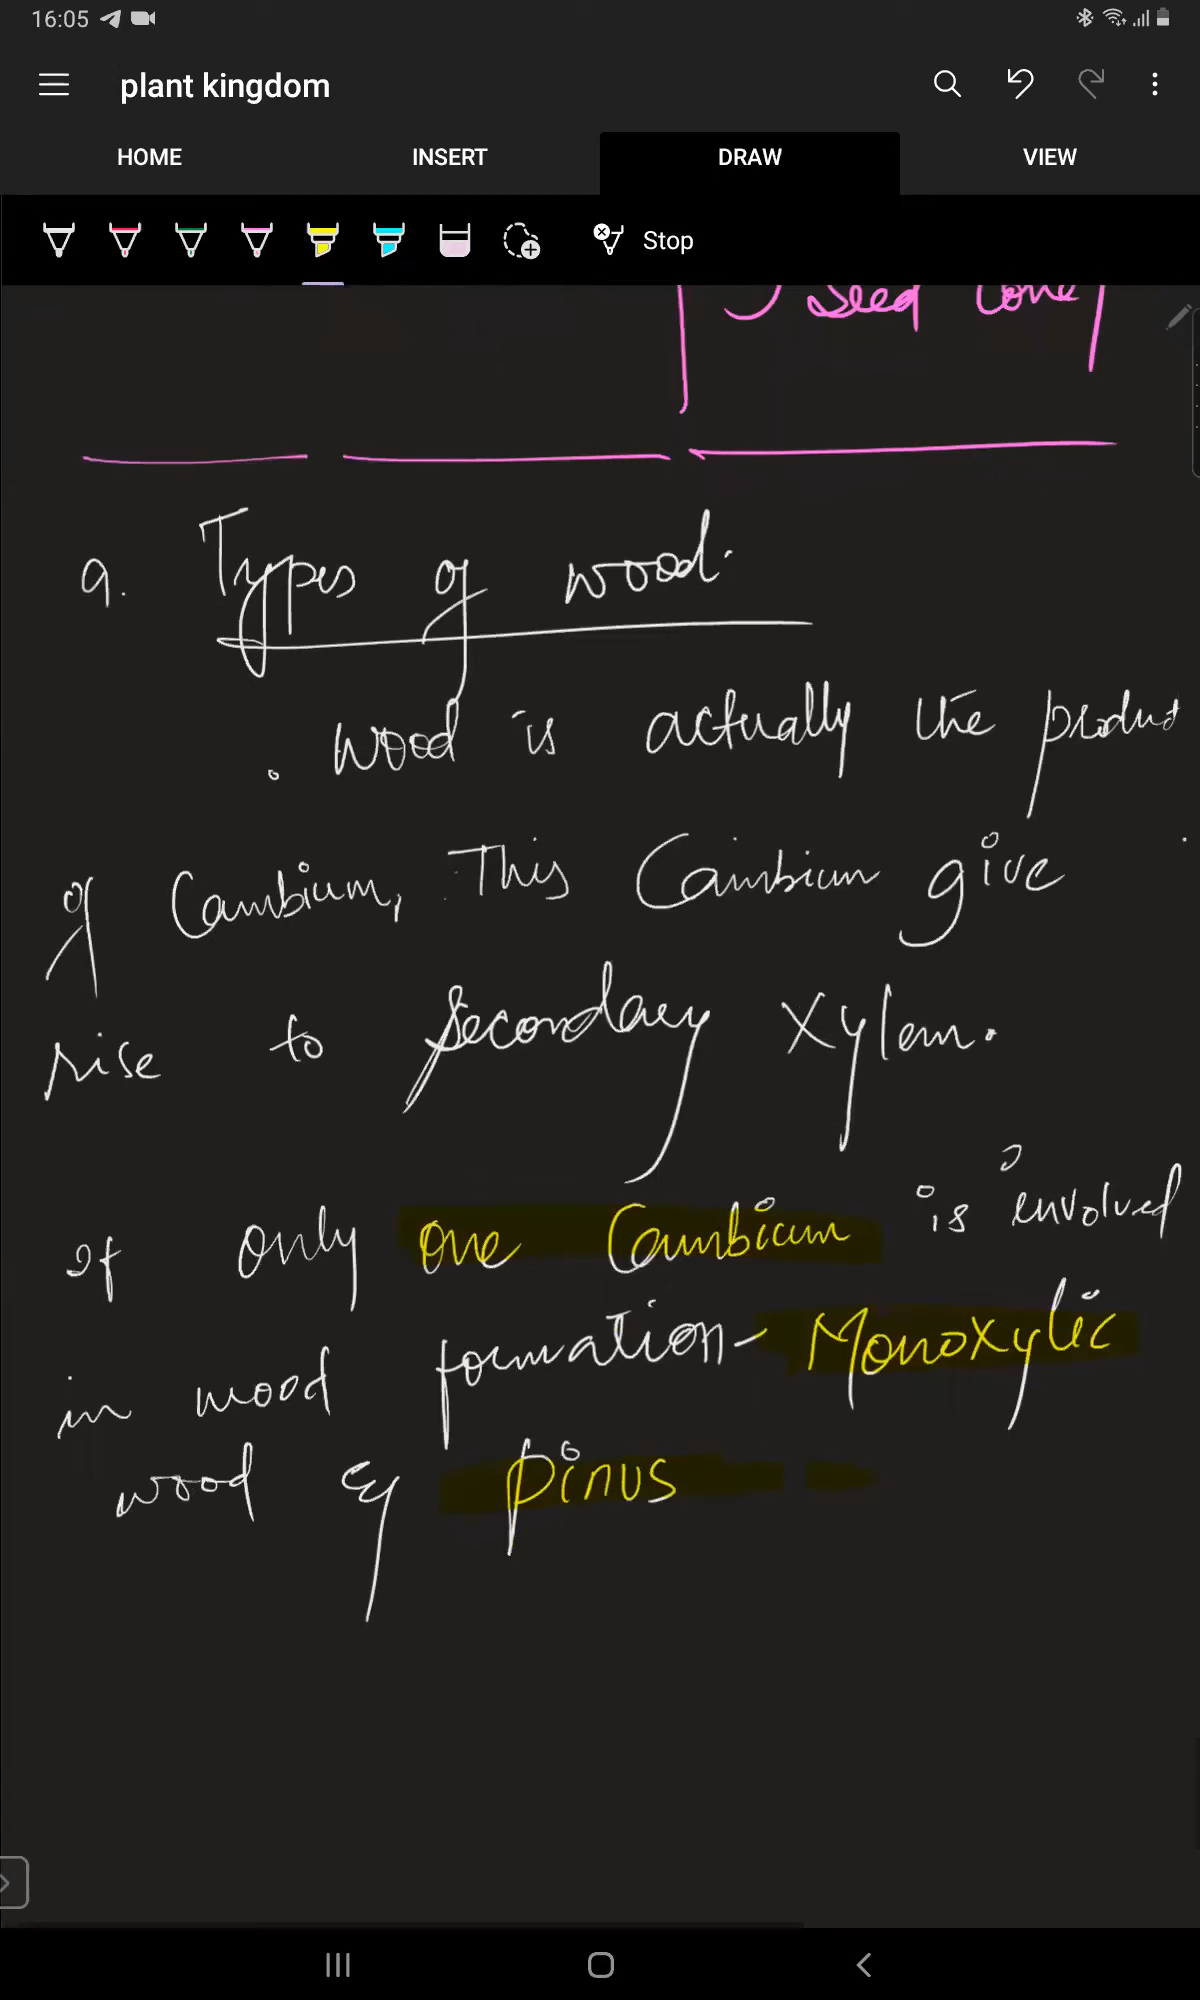 16:05
plant kingdom
HOME INSERT DRAW VIEW
Stop
Seed Cone
9. Types of wood.
. Wood is actually the product
of Cambium, This Cambium give
rise to Secondary Xylem.
If only one Cambium is involved
in wood formation- Monoxylic
wood Eg Pinus